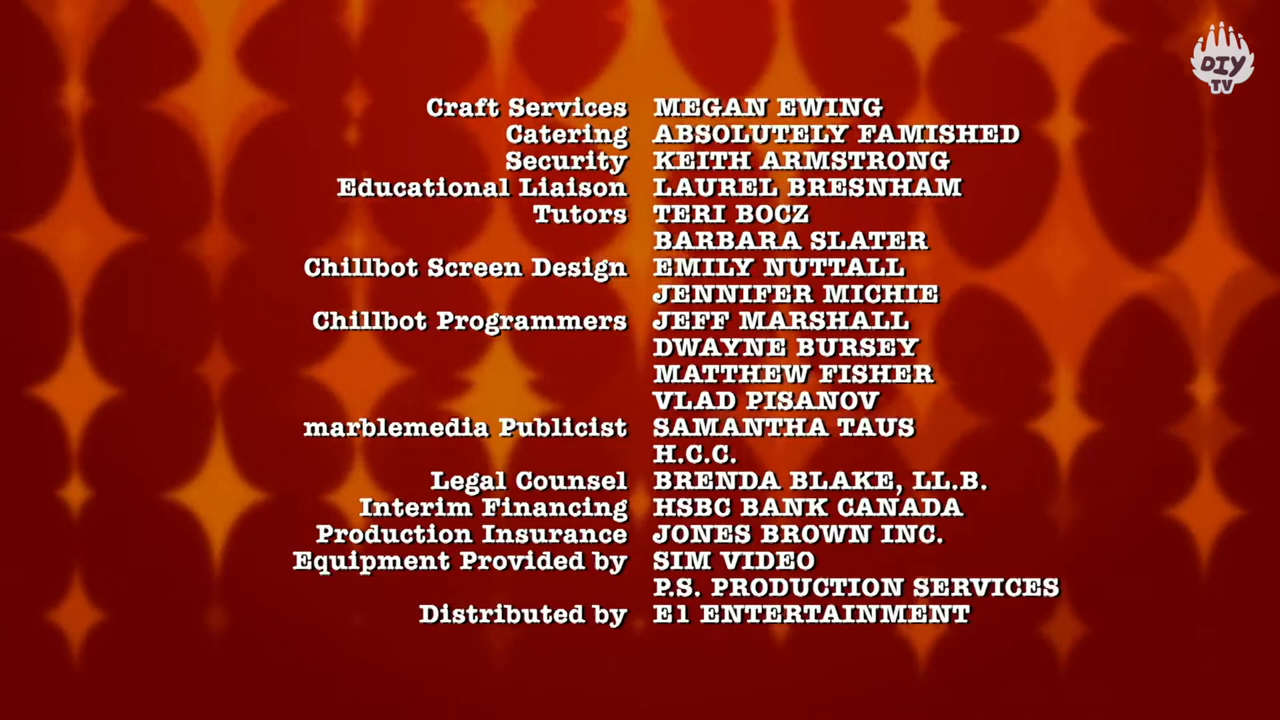 DIY
TV
Craft Services MEGAN EWING
Catering ABSOLUTELY FAMISHED
Security KEITH ARMSTRONG
Educational Liaison LAUREL BRESNHAM
Tutors TERI BOCZ
BARBARA SLATER
Chillbot Screen Design EMILY NUTTALL
JENNIFER MICHIE
Chillbot Programmers JEFF MARSHALL
DWAYNE BURSEY
MATTHEW FISHER
VLAD PISANOV
marblemedia Publicist SAMANTHA TAUS
H.C.C.
Legal Counsel BRENDA BLAKE, LL.B.
Interim Financing HSBC BANK CANADA
Production Insurance JONES BROWN INC.
Equipment Provided by SIM VIDEO
P.S. PRODUCTION SERVICES
Distributed by E1 ENTERTAINMENT